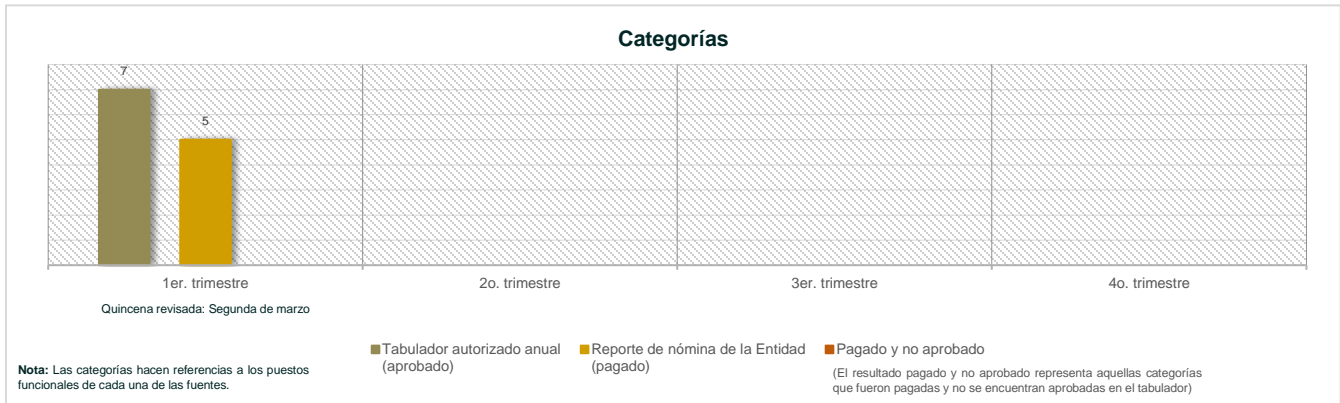 Categorías
7
5
1er. trimestre
2o. trimestre
3er. trimestre
4o. trimestre
Quincena revisada: Segunda de marzo
Tabulador autorizado anual
(aprobado)
Reporte de nómina de la Entidad
(pagado)
Pagado y no aprobado
(El resultado pagado y no aprobado representa aquellas categorías
que fueron pagadas y no se encuentran aprobadas en el tabulador)
Nota: Las categorías hacen referencias a los puestos
funcionales de cada una de las fuentes.